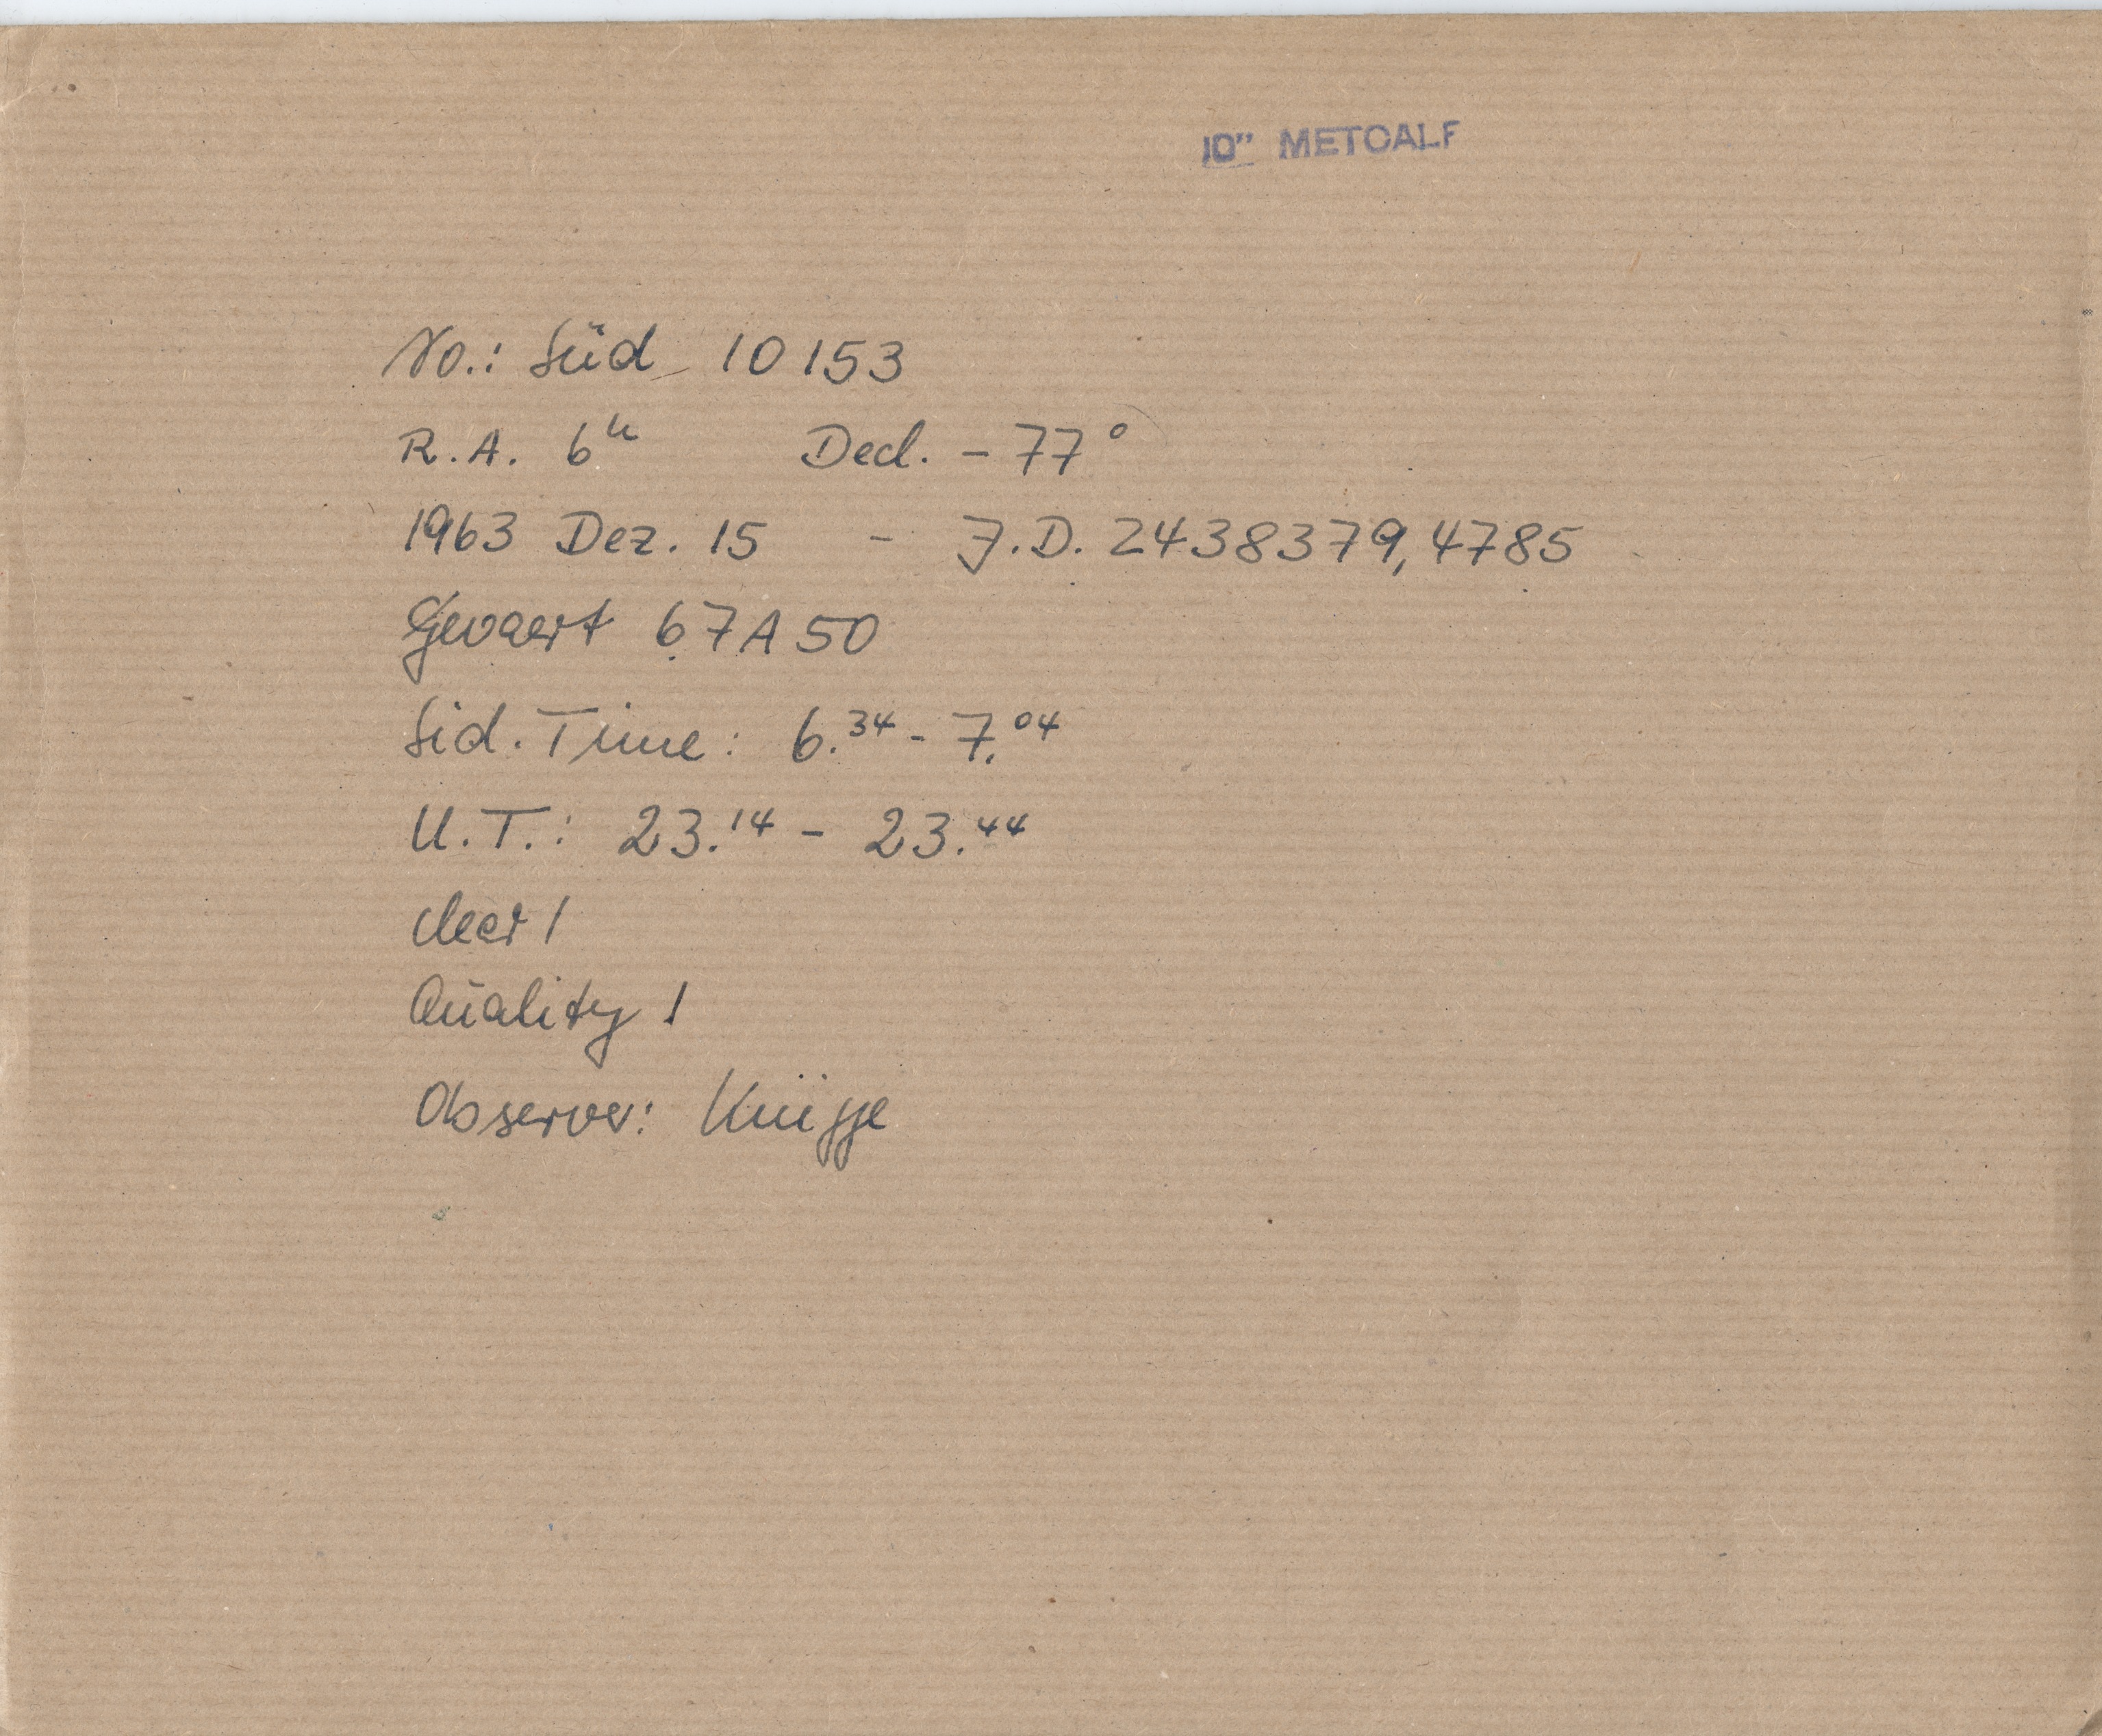 10" METCALF
No.: Süd 10153
R.A. 6ʰ Decl. - 77°
1963 Dez. 15 - J.D. 2438379,4785
Gevaert 67A50
Sid. Time: 6.³⁴ - 7.⁰⁴
U.T.: 23.¹⁴ - 23.⁴⁴
clear 1
Quality 1
Observer: Knigge